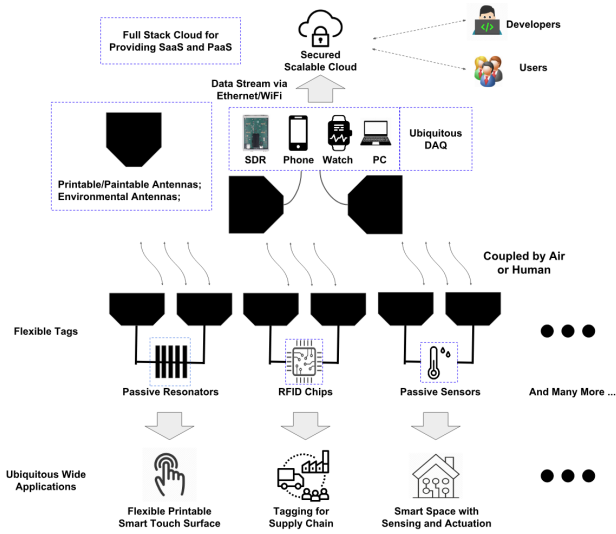 Full Stack Cloud for
Providing SaaS and PaaS
Secured
Scalable Cloud
Developers
Users
Data Stream via
Ethernet/WiFi
SDR Phone Watch PC
Ubiquitous
DAQ
Printable/Paintable Antennas;
Environmental Antennas;
Coupled by Air
or Human
Flexible Tags
Passive Resonators
RFID Chips
Passive Sensors
And Many More ...
Ubiquitous Wide
Applications
Flexible Printable
Smart Touch Surface
Tagging for
Supply Chain
Smart Space with
Sensing and Actuation